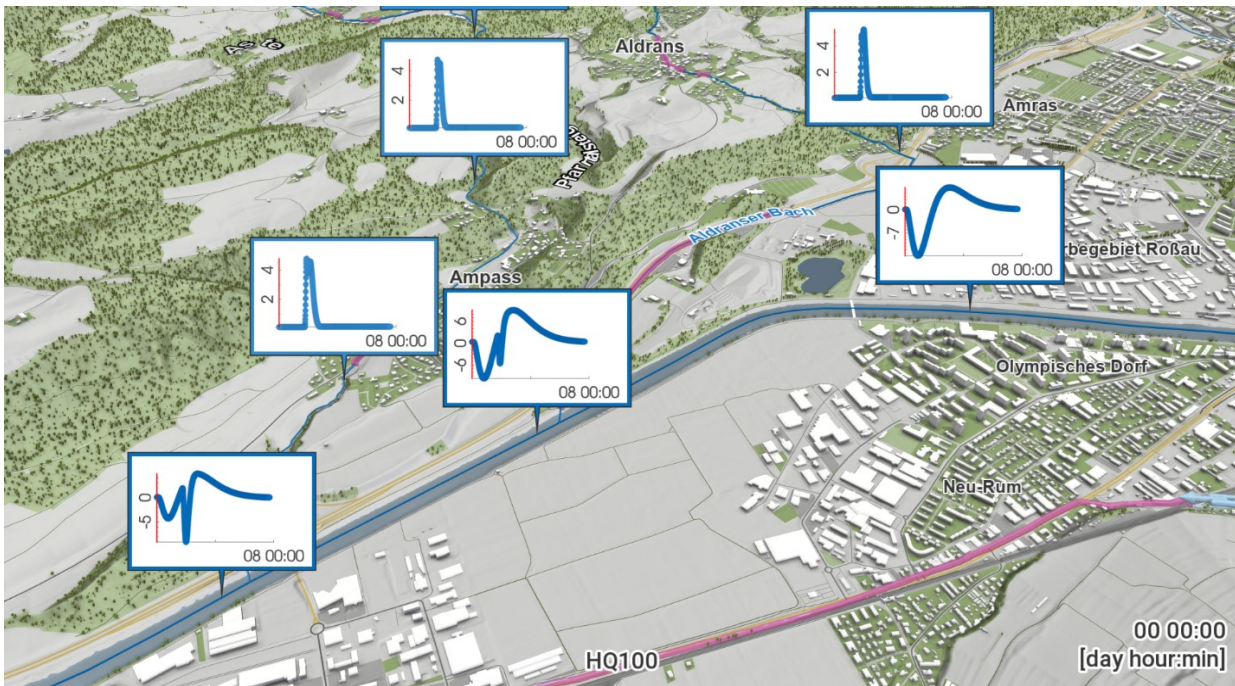 Aldrans
4
2
08 00:00
4
2
08 00:00
Amras
Aldranser Bach
0
-7
08 00:00
rbegebiet Roßau
4
2
08 00:00
Ampass
6
0
-6
08 00:00
Olympisches Dorf
Neu-Rum
0
-5
08 00:00
HQ100
00 00:00
[day hour:min]